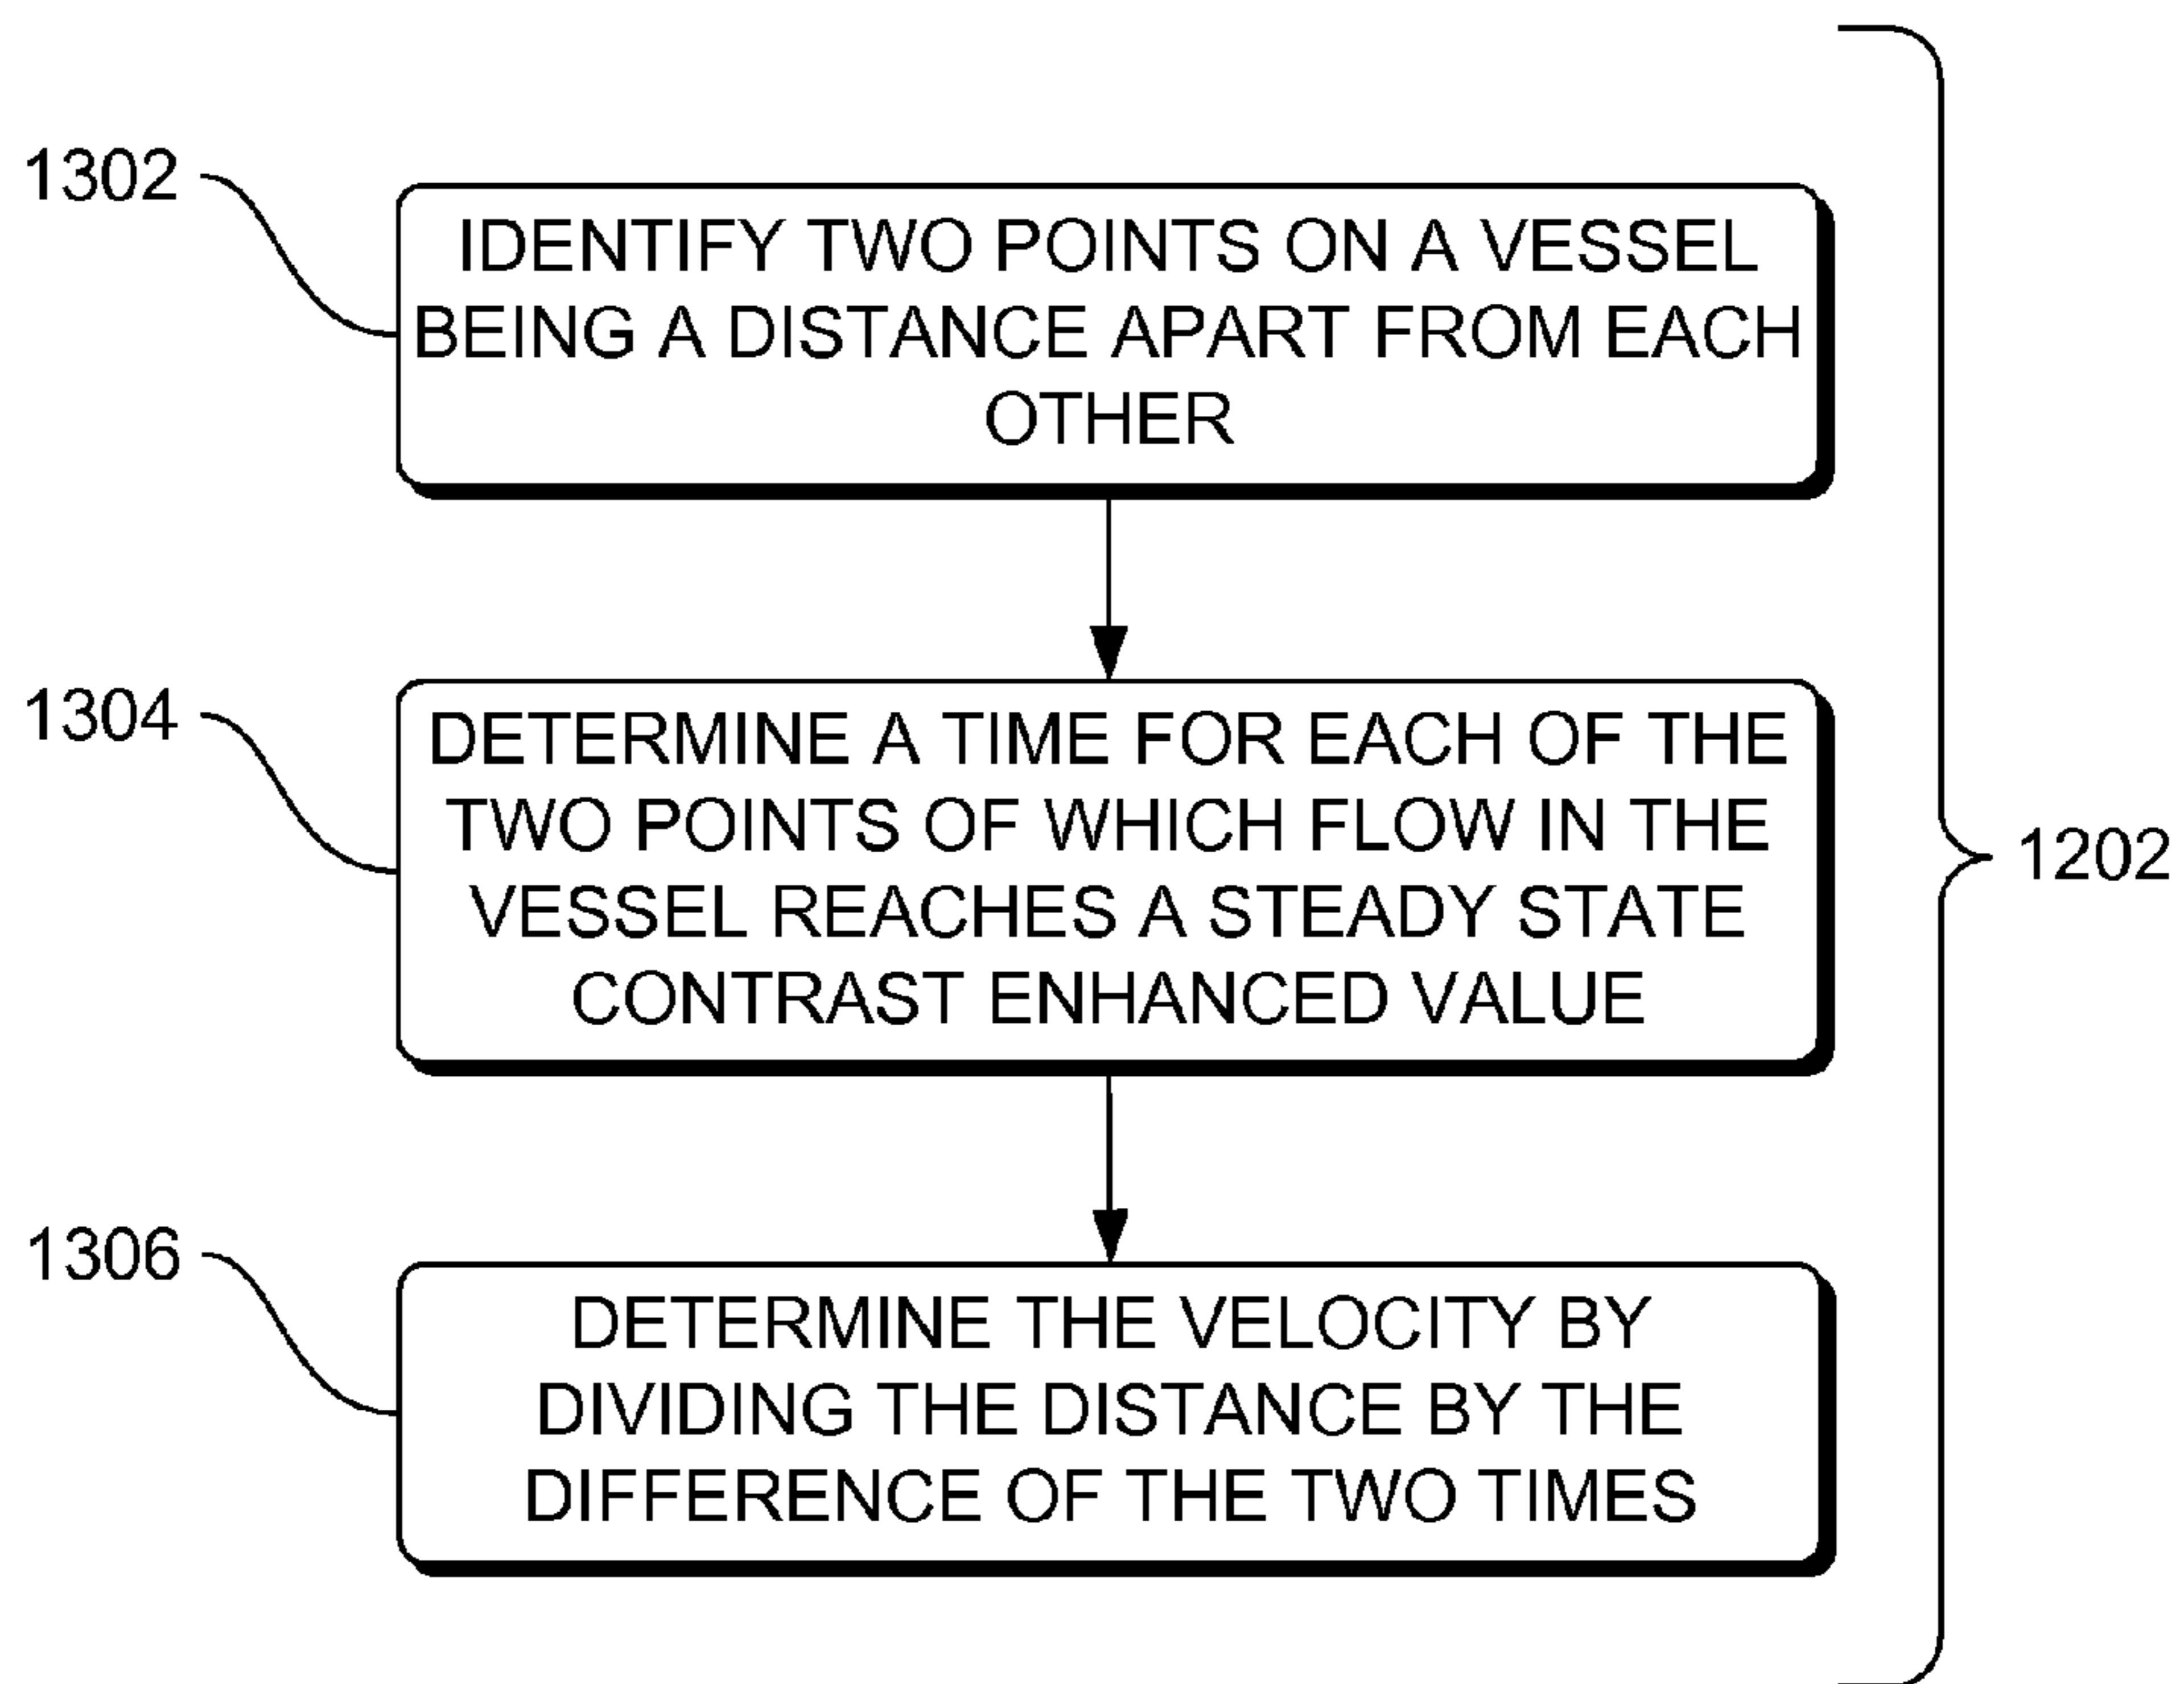 1302
IDENTIFY TWO POINTS ON A VESSEL
BEING A DISTANCE APART FROM EACH
OTHER
1304
DETERMINE A TIME FOR EACH OF THE
TWO POINTS OF WHICH FLOW IN THE
VESSEL REACHES A STEADY STATE
CONTRAST ENHANCED VALUE
1202
1306
DETERMINE THE VELOCITY BY
DIVIDING THE DISTANCE BY THE
DIFFERENCE OF THE TWO TIMES